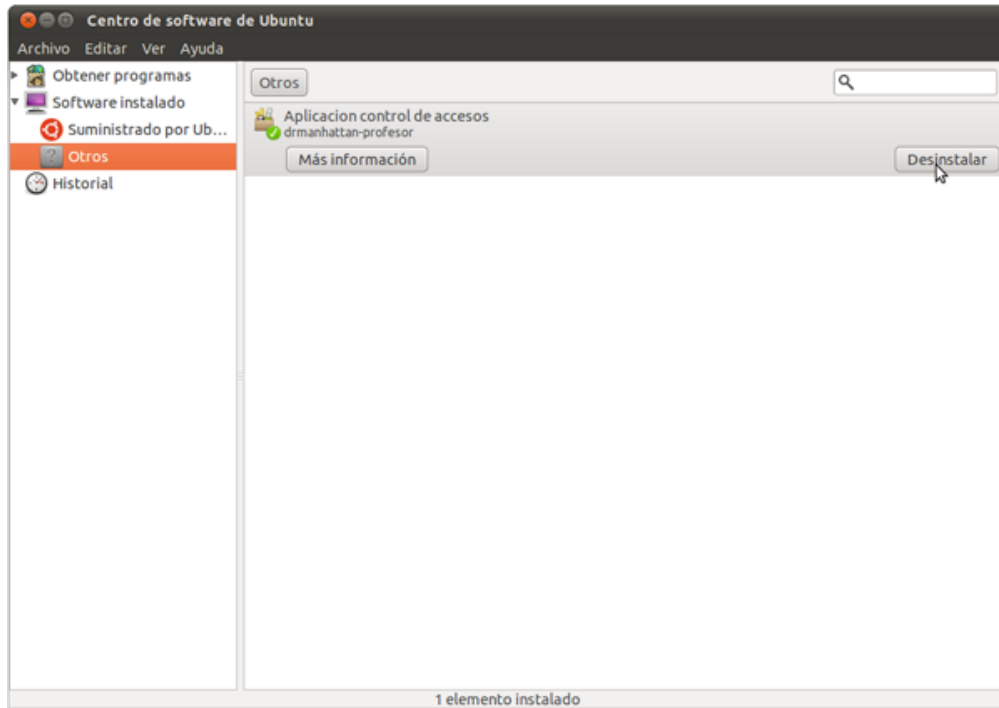 Centro de software de Ubuntu
Archivo Editar Ver Ayuda
Obtener programas
Software instalado
Suministrado por Ub...
Otros
Historial
Otros
Aplicacion control de accesos
drmanhattan-profesor
Más información
Desinstalar
1 elemento instalado